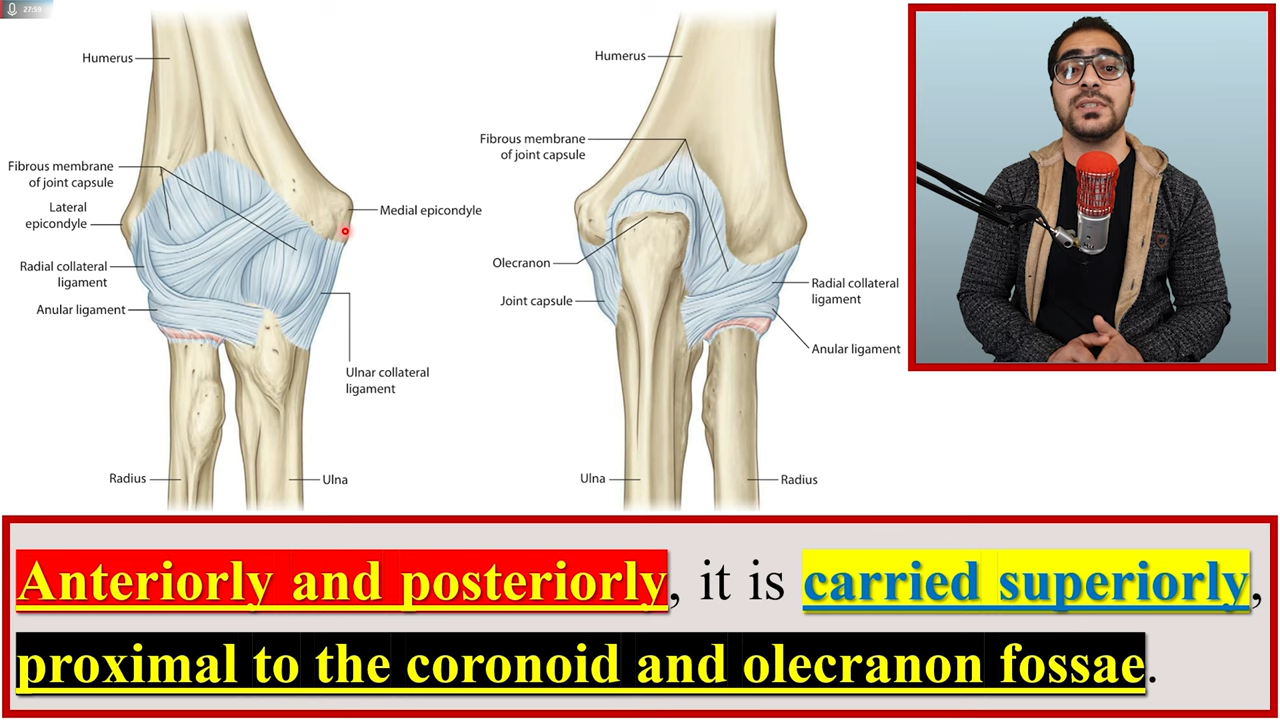 27:59
Humerus
Fibrous membrane
of joint capsule
Lateral
epicondyle
Radial collateral
ligament
Anular ligament
Medial epicondyle
Ulnar collateral
ligament
Radius
Ulna
Humerus
Fibrous membrane
of joint capsule
Olecranon
Joint capsule
Radial collateral
ligament
Anular ligament
Ulna
Radius
Anteriorly and posteriorly, it is carried superiorly,
proximal to the coronoid and olecranon fossae.